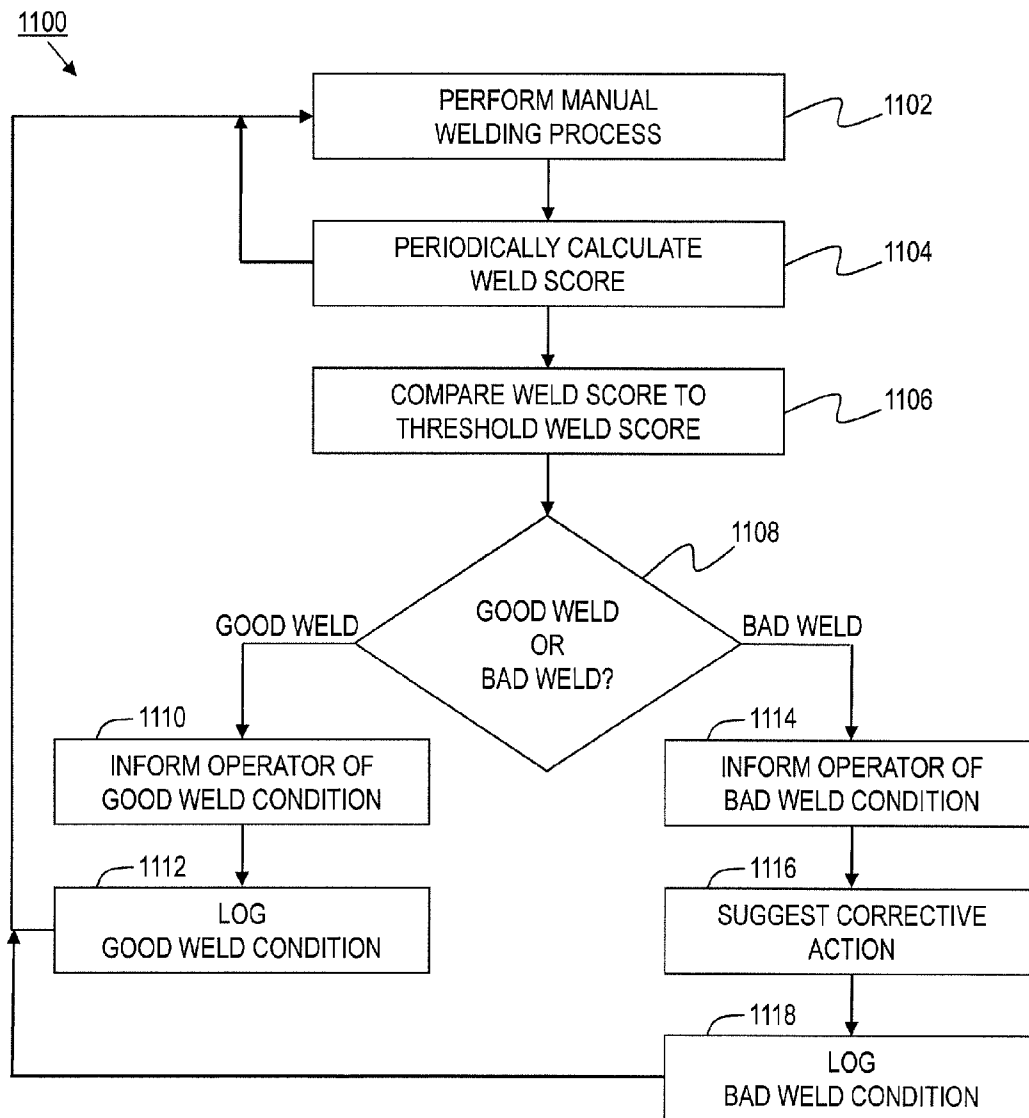 1100
PERFORM MANUAL
WELDING PROCESS
1102
PERIODICALLY CALCULATE
WELD SCORE
1104
COMPARE WELD SCORE TO
THRESHOLD WELD SCORE
1106
1108
GOOD WELD
OR
BAD WELD?
GOOD WELD
BAD WELD
1110
INFORM OPERATOR OF
GOOD WELD CONDITION
1112
LOG
GOOD WELD CONDITION
1114
INFORM OPERATOR OF
BAD WELD CONDITION
1116
SUGGEST CORRECTIVE
ACTION
1118
LOG
BAD WELD CONDITION